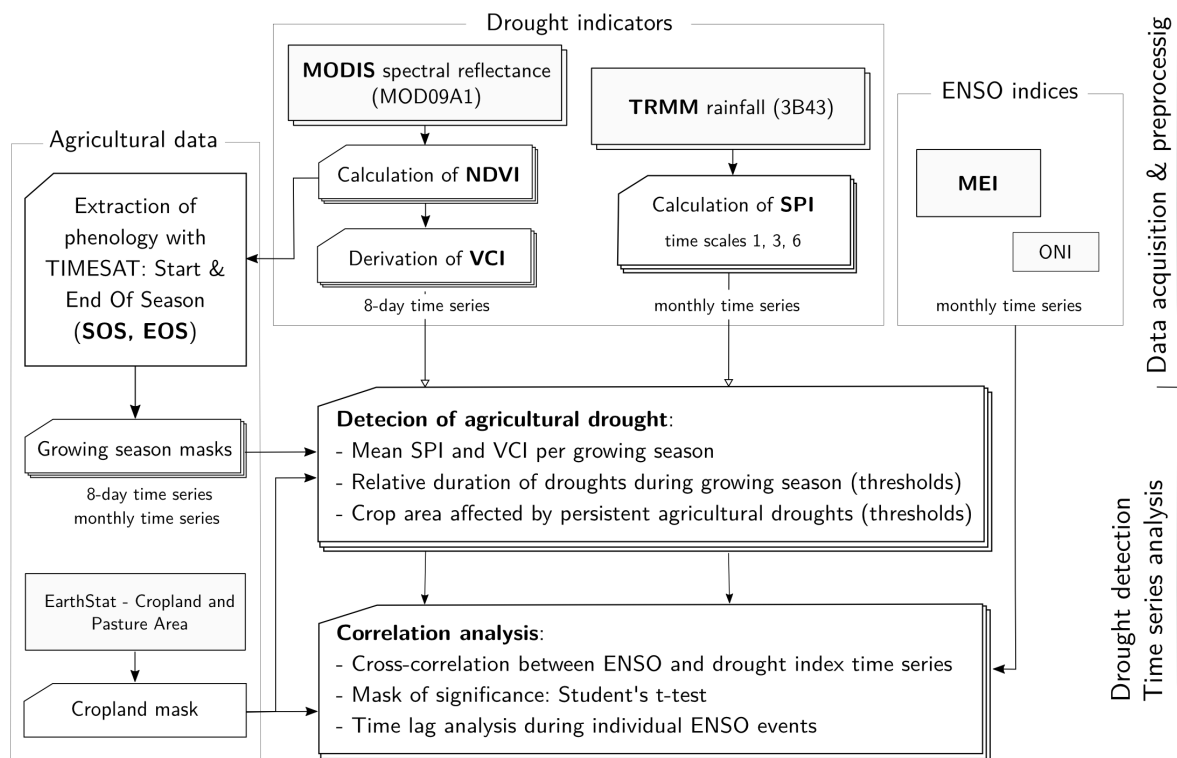 Drought indicators
MODIS spectral reflectance
(MOD09A1)
TRMM rainfall (3B43)
ENSO indices
Agricultural data
Calculation of NDVI
MEI
Extraction of
phenology with
TIMESAT: Start &
End Of Season
(SOS, EOS)
Calculation of SPI
time scales 1, 3, 6
Derivation of VCI
ONI
8-day time series
monthly time series
monthly time series
Data acquisition & preprocessig
Growing season masks
8-day time series
monthly time series
Detecion of agricultural drought:
- Mean SPI and VCI per growing season
- Relative duration of droughts during growing season (thresholds)
- Crop area affected by persistent agricultural droughts (thresholds)
Drought detection
Time series analysis
EarthStat - Cropland and
Pasture Area
Cropland mask
Correlation analysis:
- Cross-correlation between ENSO and drought index time series
- Mask of significance: Student's t-test
- Time lag analysis during individual ENSO events